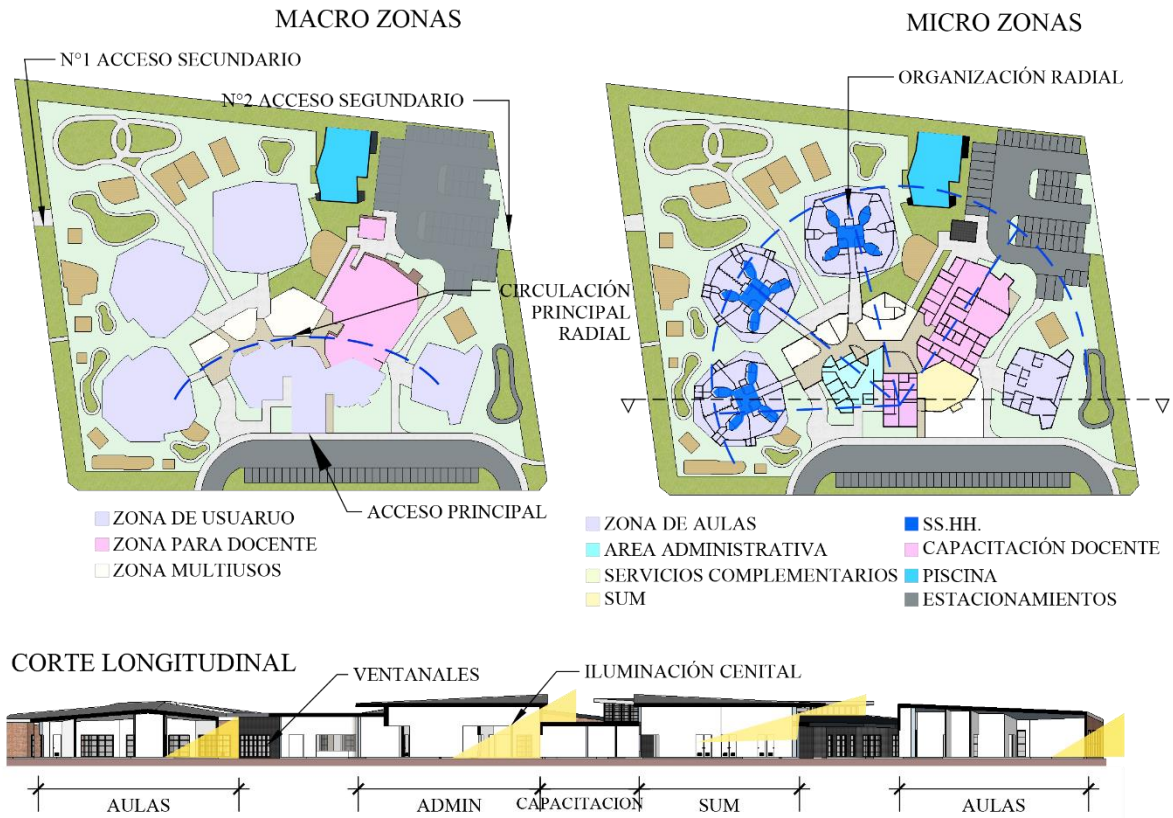 MACRO ZONAS
N°1 ACCESO SECUNDARIO
N°2 ACCESO SEGUNDARIO
CIRCULACIÓN
PRINCIPAL
RADIAL
ACCESO PRINCIPAL
ZONA DE USUARUO
ZONA PARA DOCENTE
ZONA MULTIUSOS
MICRO ZONAS
ORGANIZACIÓN RADIAL
ZONA DE AULAS
AREA ADMINISTRATIVA
SERVICIOS COMPLEMENTARIOS
SUM
SS.HH.
CAPACITACIÓN DOCENTE
PISCINA
ESTACIONAMIENTOS
CORTE LONGITUDINAL
VENTANALES
ILUMINACIÓN CENITAL
AULAS
ADMIN
CAPACITACION
SUM
AULAS